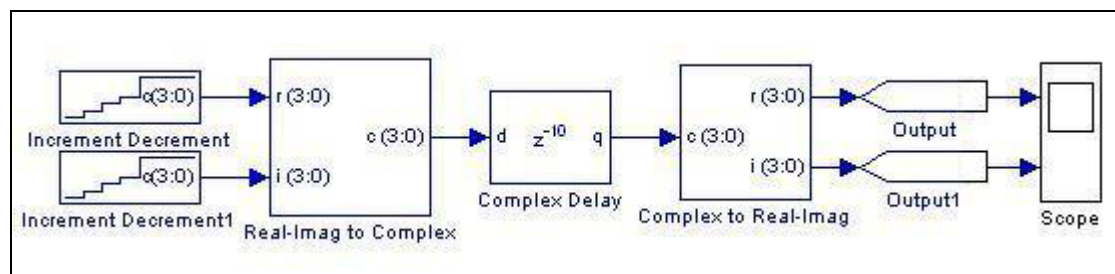 c(3:0)
Increment Decrement
c(3:0)
Increment Decrement1
r (3:0)
i (3:0)
c (3:0)
Real-Imag to Complex
d
z-10
q
Complex Delay
c (3:0)
r (3:0)
i (3:0)
Complex to Real-Imag
Output
Output1
Scope